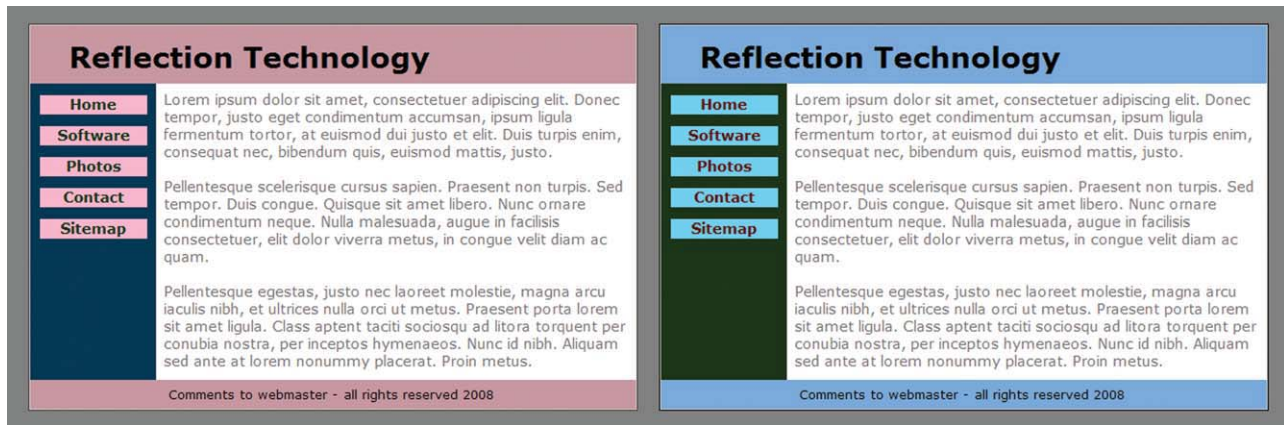 Reflection Technology
Home
Software
Photos
Contact
Sitemap
Lorem ipsum dolor sit amet, consectetuer adipiscing elit. Donec
tempor, justo eget condimentum accumsan, ipsum ligula
fermentum tortor, at euismod dui justo et elit. Duis turpis enim,
consequat nec, bibendum quis, euismod mattis, justo.
Pellentesque scelerisque cursus sapien. Praesent non turpis. Sed
tempor. Duis congue. Quisque sit amet libero. Nunc ornare
condimentum neque. Nulla malesuada, augue in facilisis
consectetuer, elit dolor viverra metus, in congue velit diam ac
quam.
Pellentesque egestas, justo nec laoreet molestie, magna arcu
iaculis nibh, et ultrices nulla orci ut metus. Praesent porta lorem
sit amet ligula. Class aptent taciti sociosqu ad litora torquent per
conubia nostra, per inceptos hymenaeos. Nunc id nibh. Aliquam
sed ante at lorem nonummy placerat. Proin metus.
Comments to webmaster - all rights reserved 2008
Reflection Technology
Home
Software
Photos
Contact
Sitemap
Lorem ipsum dolor sit amet, consectetuer adipiscing elit. Donec
tempor, justo eget condimentum accumsan, ipsum ligula
fermentum tortor, at euismod dui justo et elit. Duis turpis enim,
consequat nec, bibendum quis, euismod mattis, justo.
Pellentesque scelerisque cursus sapien. Praesent non turpis. Sed
tempor. Duis congue. Quisque sit amet libero. Nunc ornare
condimentum neque. Nulla malesuada, augue in facilisis
consectetuer, elit dolor viverra metus, in congue velit diam ac
quam.
Pellentesque egestas, justo nec laoreet molestie, magna arcu
iaculis nibh, et ultrices nulla orci ut metus. Praesent porta lorem
sit amet ligula. Class aptent taciti sociosqu ad litora torquent per
conubia nostra, per inceptos hymenaeos. Nunc id nibh. Aliquam
sed ante at lorem nonummy placerat. Proin metus.
Comments to webmaster - all rights reserved 2008